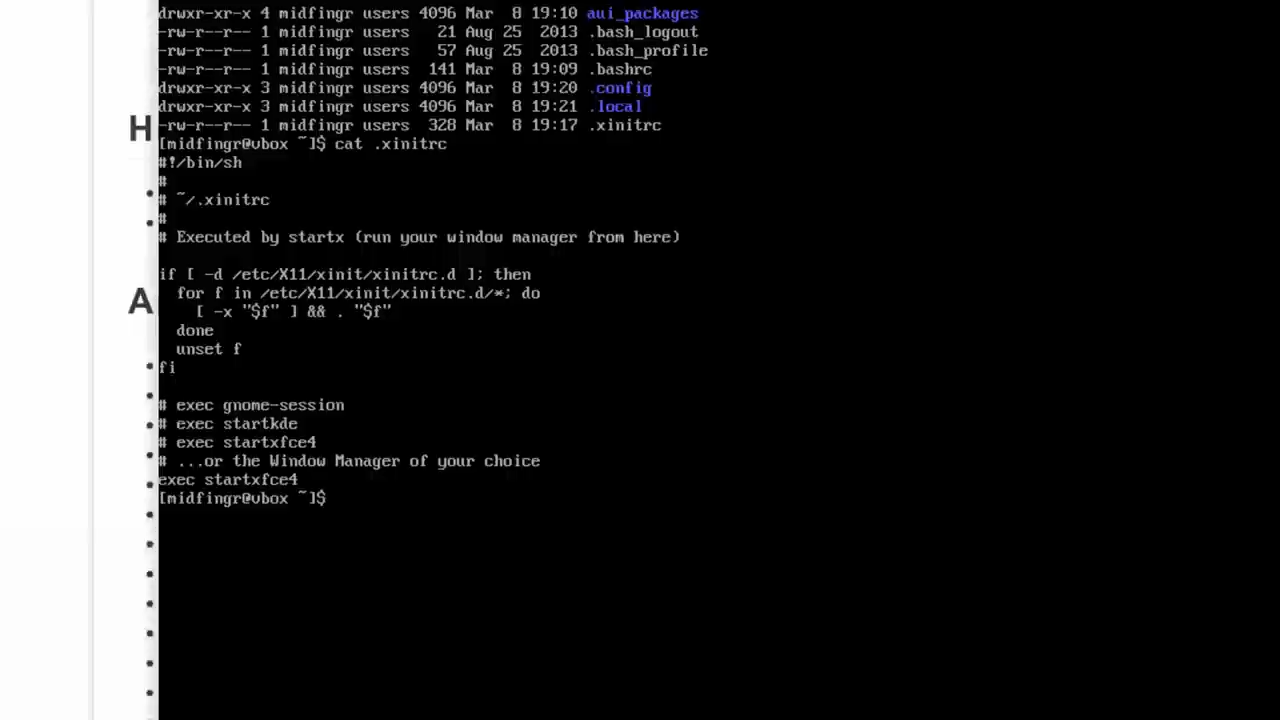 drwxr-xr-x 4 midfingr users 4096 Mar  8 19:10 aui_packages
-rw-r--r-- 1 midfingr users   21 Aug 25  2013 .bash_logout
-rw-r--r-- 1 midfingr users   57 Aug 25  2013 .bash_profile
-rw-r--r-- 1 midfingr users  141 Mar  8 19:09 .bashrc
drwxr-xr-x 3 midfingr users 4096 Mar  8 19:20 .config
drwxr-xr-x 3 midfingr users 4096 Mar  8 19:21 .local
-rw-r--r-- 1 midfingr users  328 Mar  8 19:17 .xinitrc
H
[midfingr@vbox ~]$ cat .xinitrc
#!/bin/sh
#
# ~/.xinitrc
#
# Executed by startx (run your window manager from here)
if [ -d /etc/X11/xinit/xinitrc.d ]; then
  for f in /etc/X11/xinit/xinitrc.d/*; do
A
    [ -x "$f" ] && . "$f"
  done
  unset f
fi
# exec gnome-session
# exec startkde
# exec startxfce4
# ...or the Window Manager of your choice
exec startxfce4
[midfingr@vbox ~]$